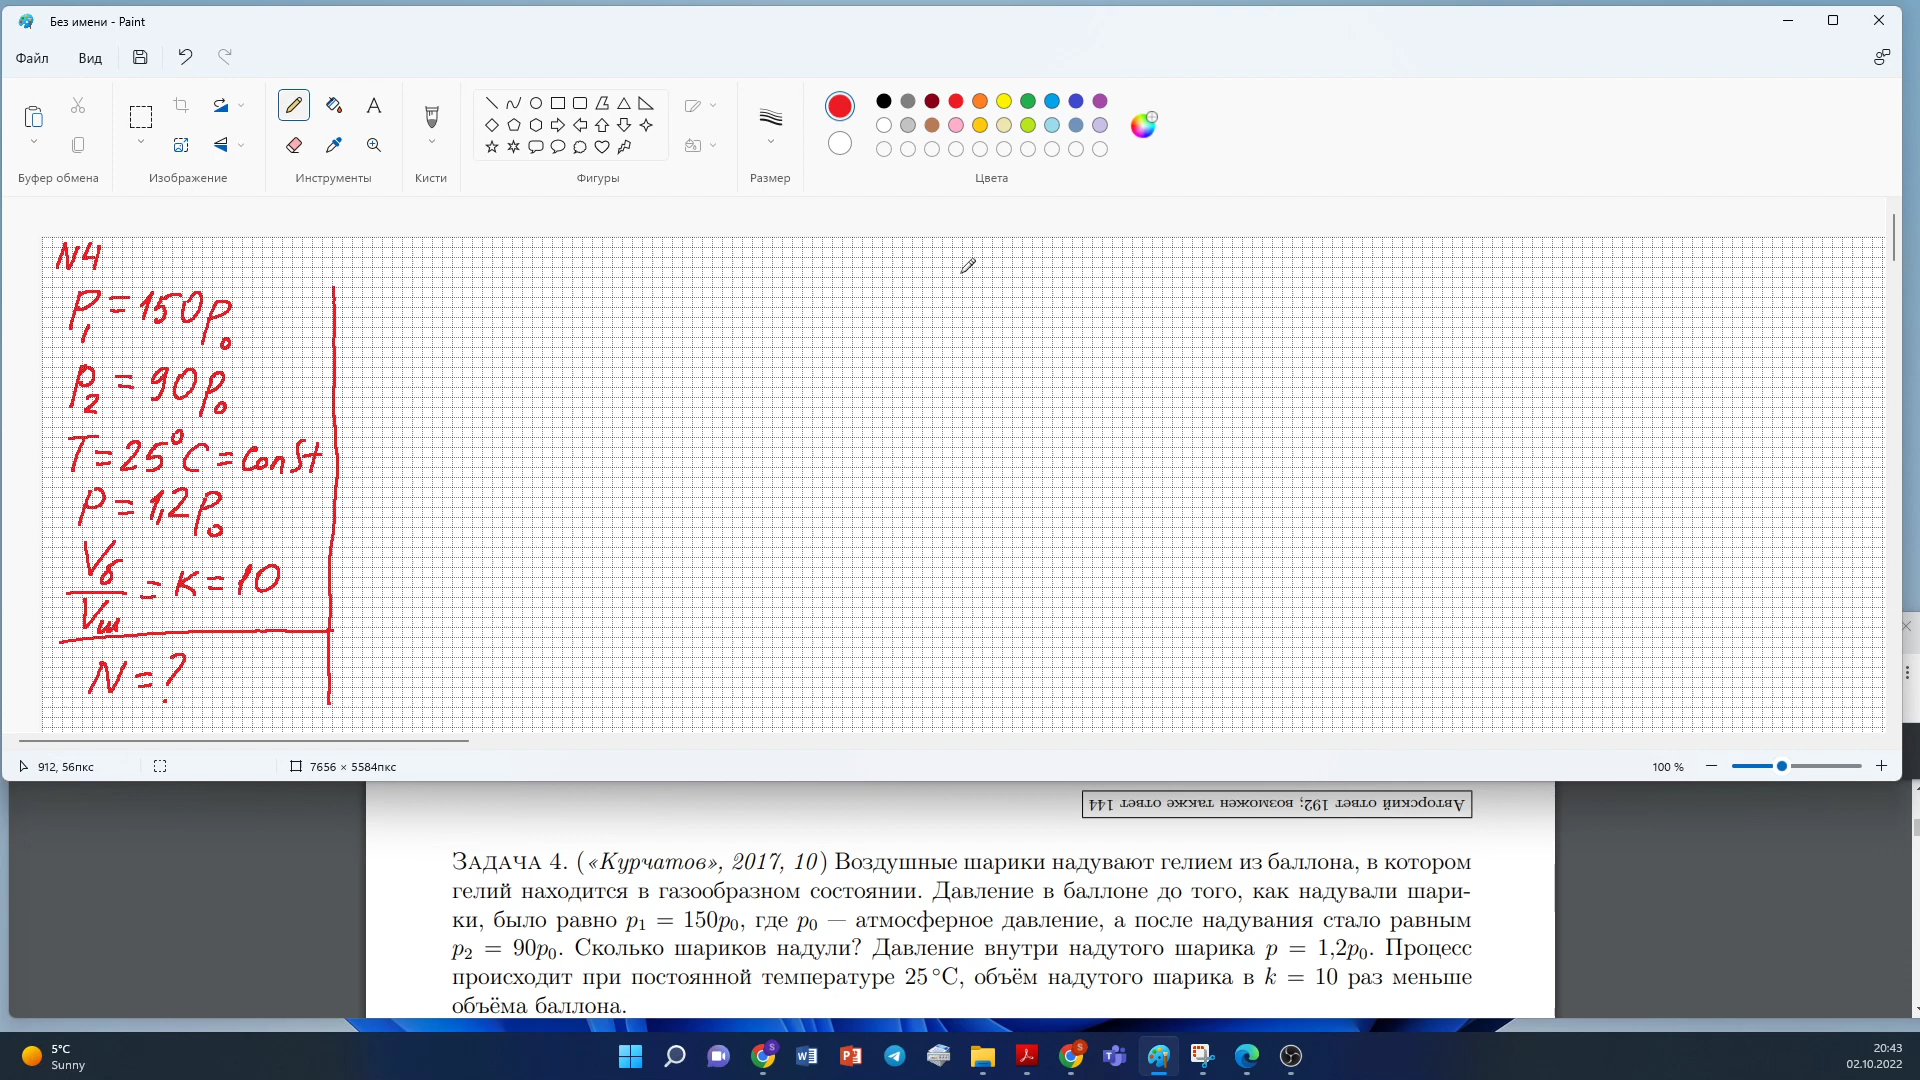 Без имени - Paint
Файл Вид
Буфер обмена Изображение Инструменты Кисти Фигуры Размер Цвета
N4
p₁ = 150p₀
p₂ = 90p₀
T = 25°C = const
p = 1,2p₀
Vб
Vш
= к = 10
N = ?
912, 56пкс 7656 × 5584пкс 100 %
Авторский ответ 192; возможен также ответ 144
Задача 4. («Курчатов», 2017, 10) Воздушные шарики надувают гелием из баллона, в котором
гелий находится в газообразном состоянии. Давление в баллоне до того, как надували шари-
ки, было равно p₁ = 150p₀, где p₀ — атмосферное давление, а после надувания стало равным
p₂ = 90p₀. Сколько шариков надули? Давление внутри надутого шарика p = 1,2p₀. Процесс
происходит при постоянной температуре 25 °C, объём надутого шарика в k = 10 раз меньше
объёма баллона.
5°C
Sunny
20:43
02.10.2022